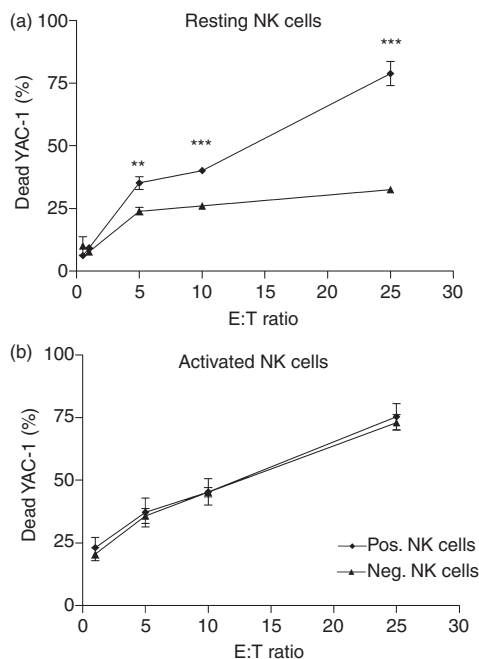 (a)
Resting NK cells
100
75
50
25
0
Dead YAC-1 (%)
**
***
***
0 5 10 15 20 25 30
E:T ratio
(b)
Activated NK cells
100
75
50
25
0
Dead YAC-1 (%)
Pos. NK cells
Neg. NK cells
0 5 10 15 20 25 30
E:T ratio